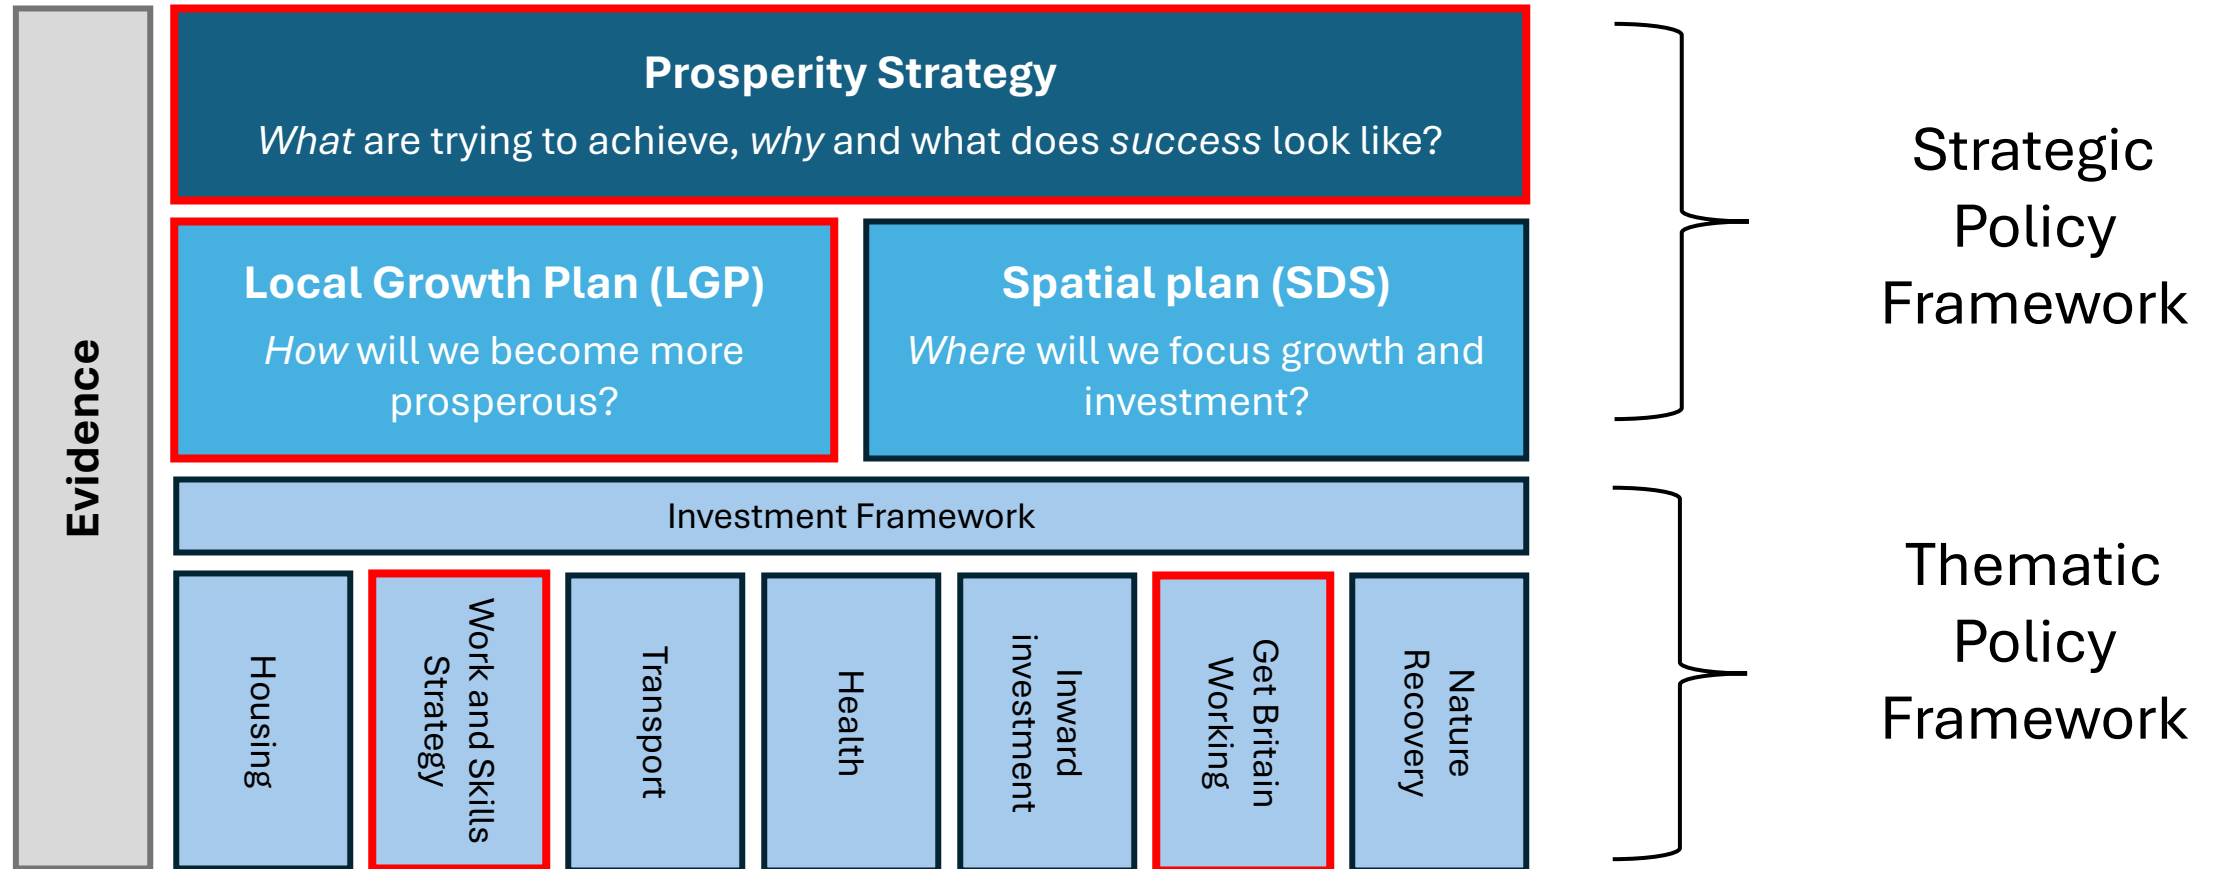 Evidence
Prosperity Strategy
What are trying to achieve, why and what does success look like?
Local Growth Plan (LGP)
How will we become more
prosperous?
Spatial plan (SDS)
Where will we focus growth and
investment?
Investment Framework
Housing
Work and Skills
Strategy
Transport
Health
Inward
investment
Get Britain
Working
Nature
Recovery
Strategic
Policy
Framework
Thematic
Policy
Framework